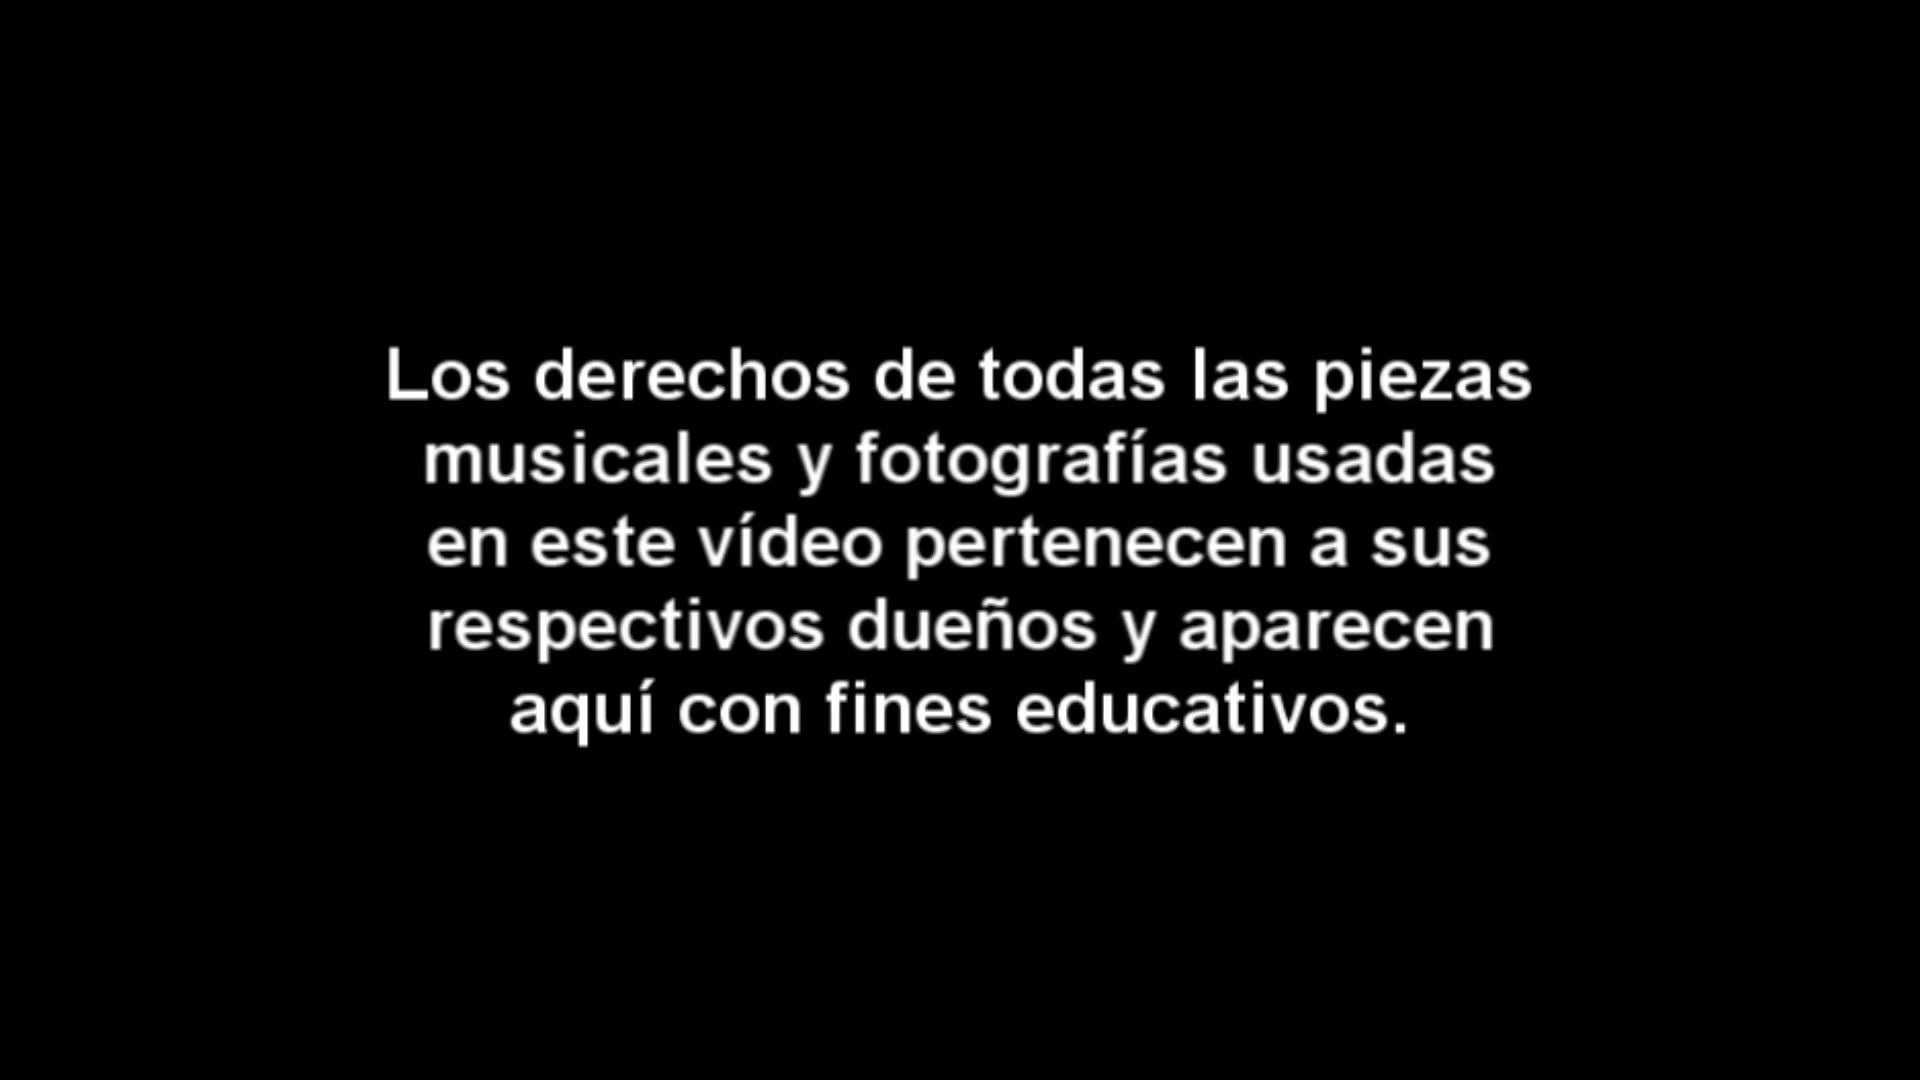 Los derechos de todas las piezas
musicales y fotografías usadas
en este vídeo pertenecen a sus
respectivos dueños y aparecen
aquí con fines educativos.